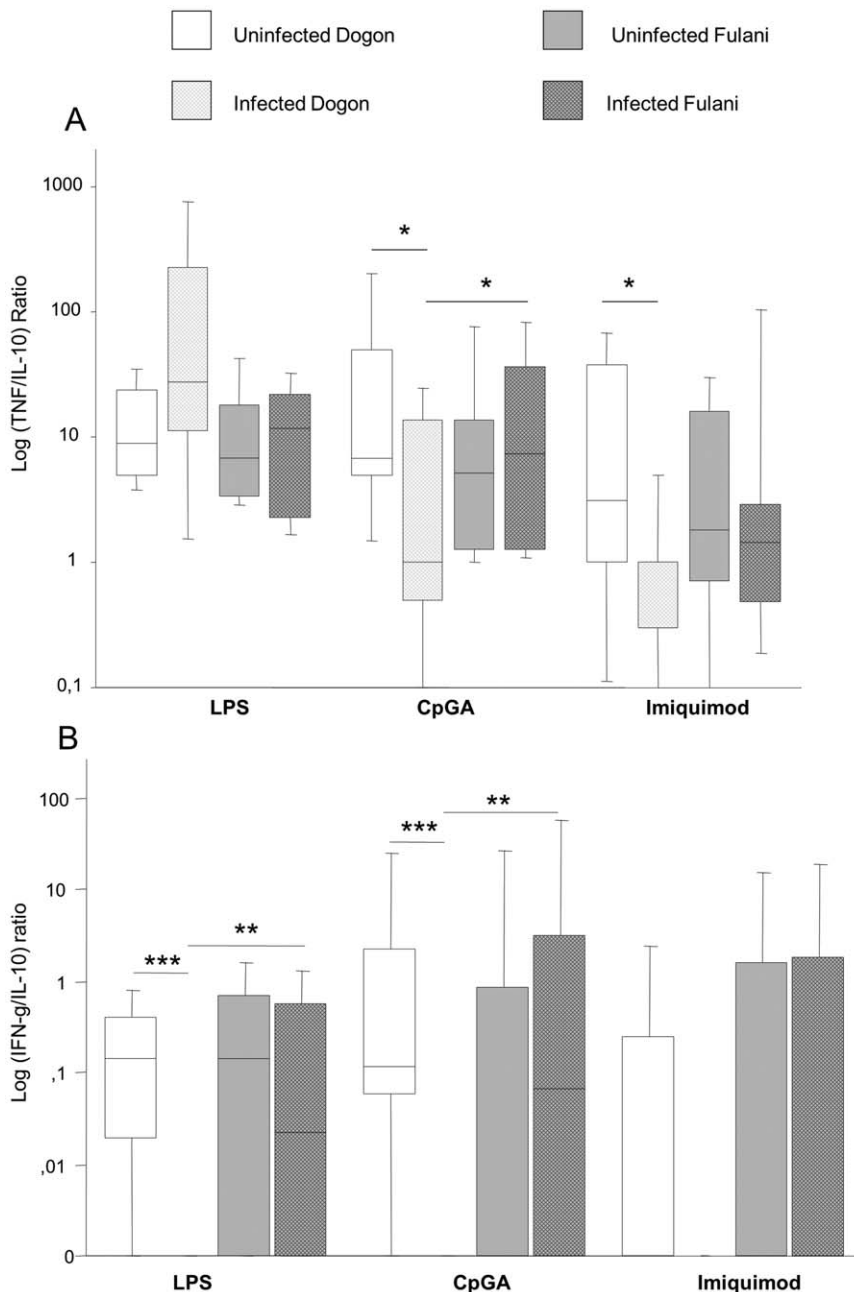 Uninfected Dogon
Uninfected Fulani
Infected Dogon
Infected Fulani
A
Log (TNF/IL-10) Ratio
1000
100
10
1
0,1
*
*
*
LPS
CpGA
Imiquimod
B
Log (IFN-g/IL-10) ratio
100
10
1
,1
,01
0
***
**
***
**
LPS
CpGA
Imiquimod